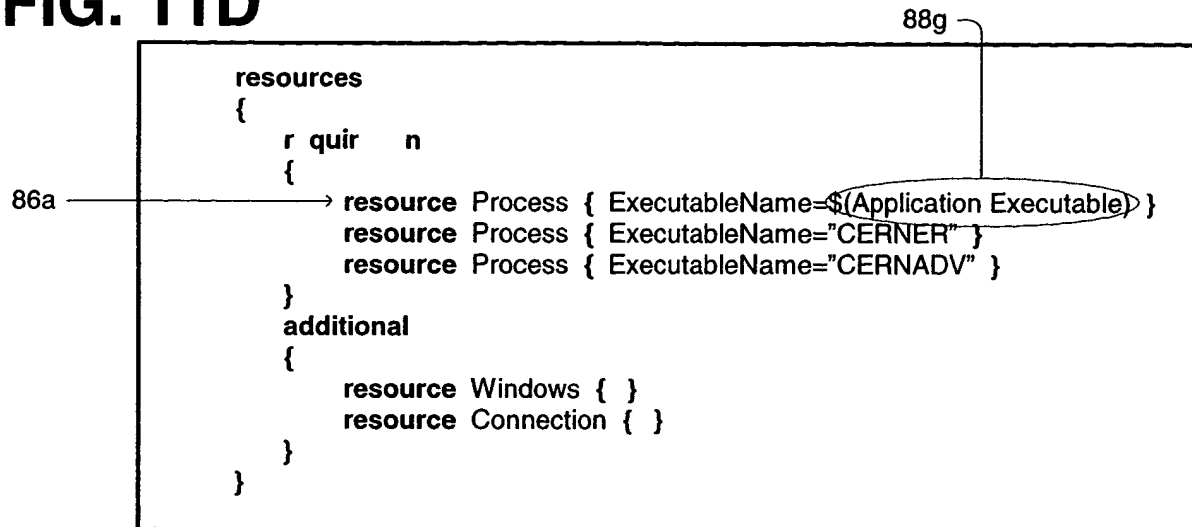 FIG. 11D
88g
resources
{
r quir n
{
86a resource Process { ExecutableName=$(Application Executable) }
resource Process { ExecutableName="CERNER" }
resource Process { ExecutableName="CERNADV" }
}
additional
{
resource Windows { }
resource Connection { }
}
}